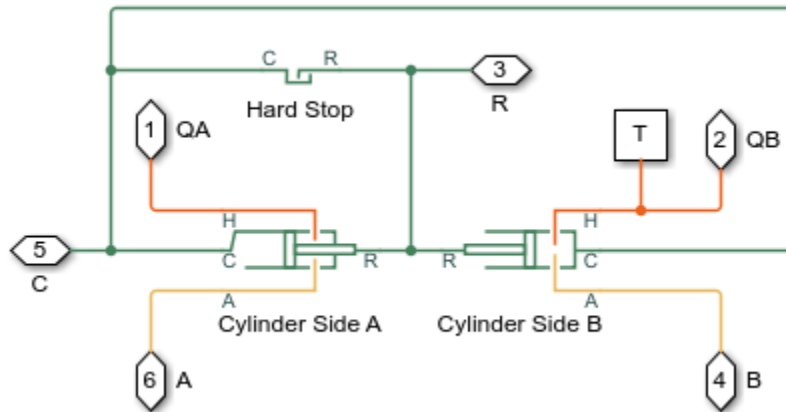 C R
3
R
Hard Stop
1 QA
T
2 QB
H
H
5
C
C
R
R
C
A
A
Cylinder Side A
Cylinder Side B
6 A
4 B